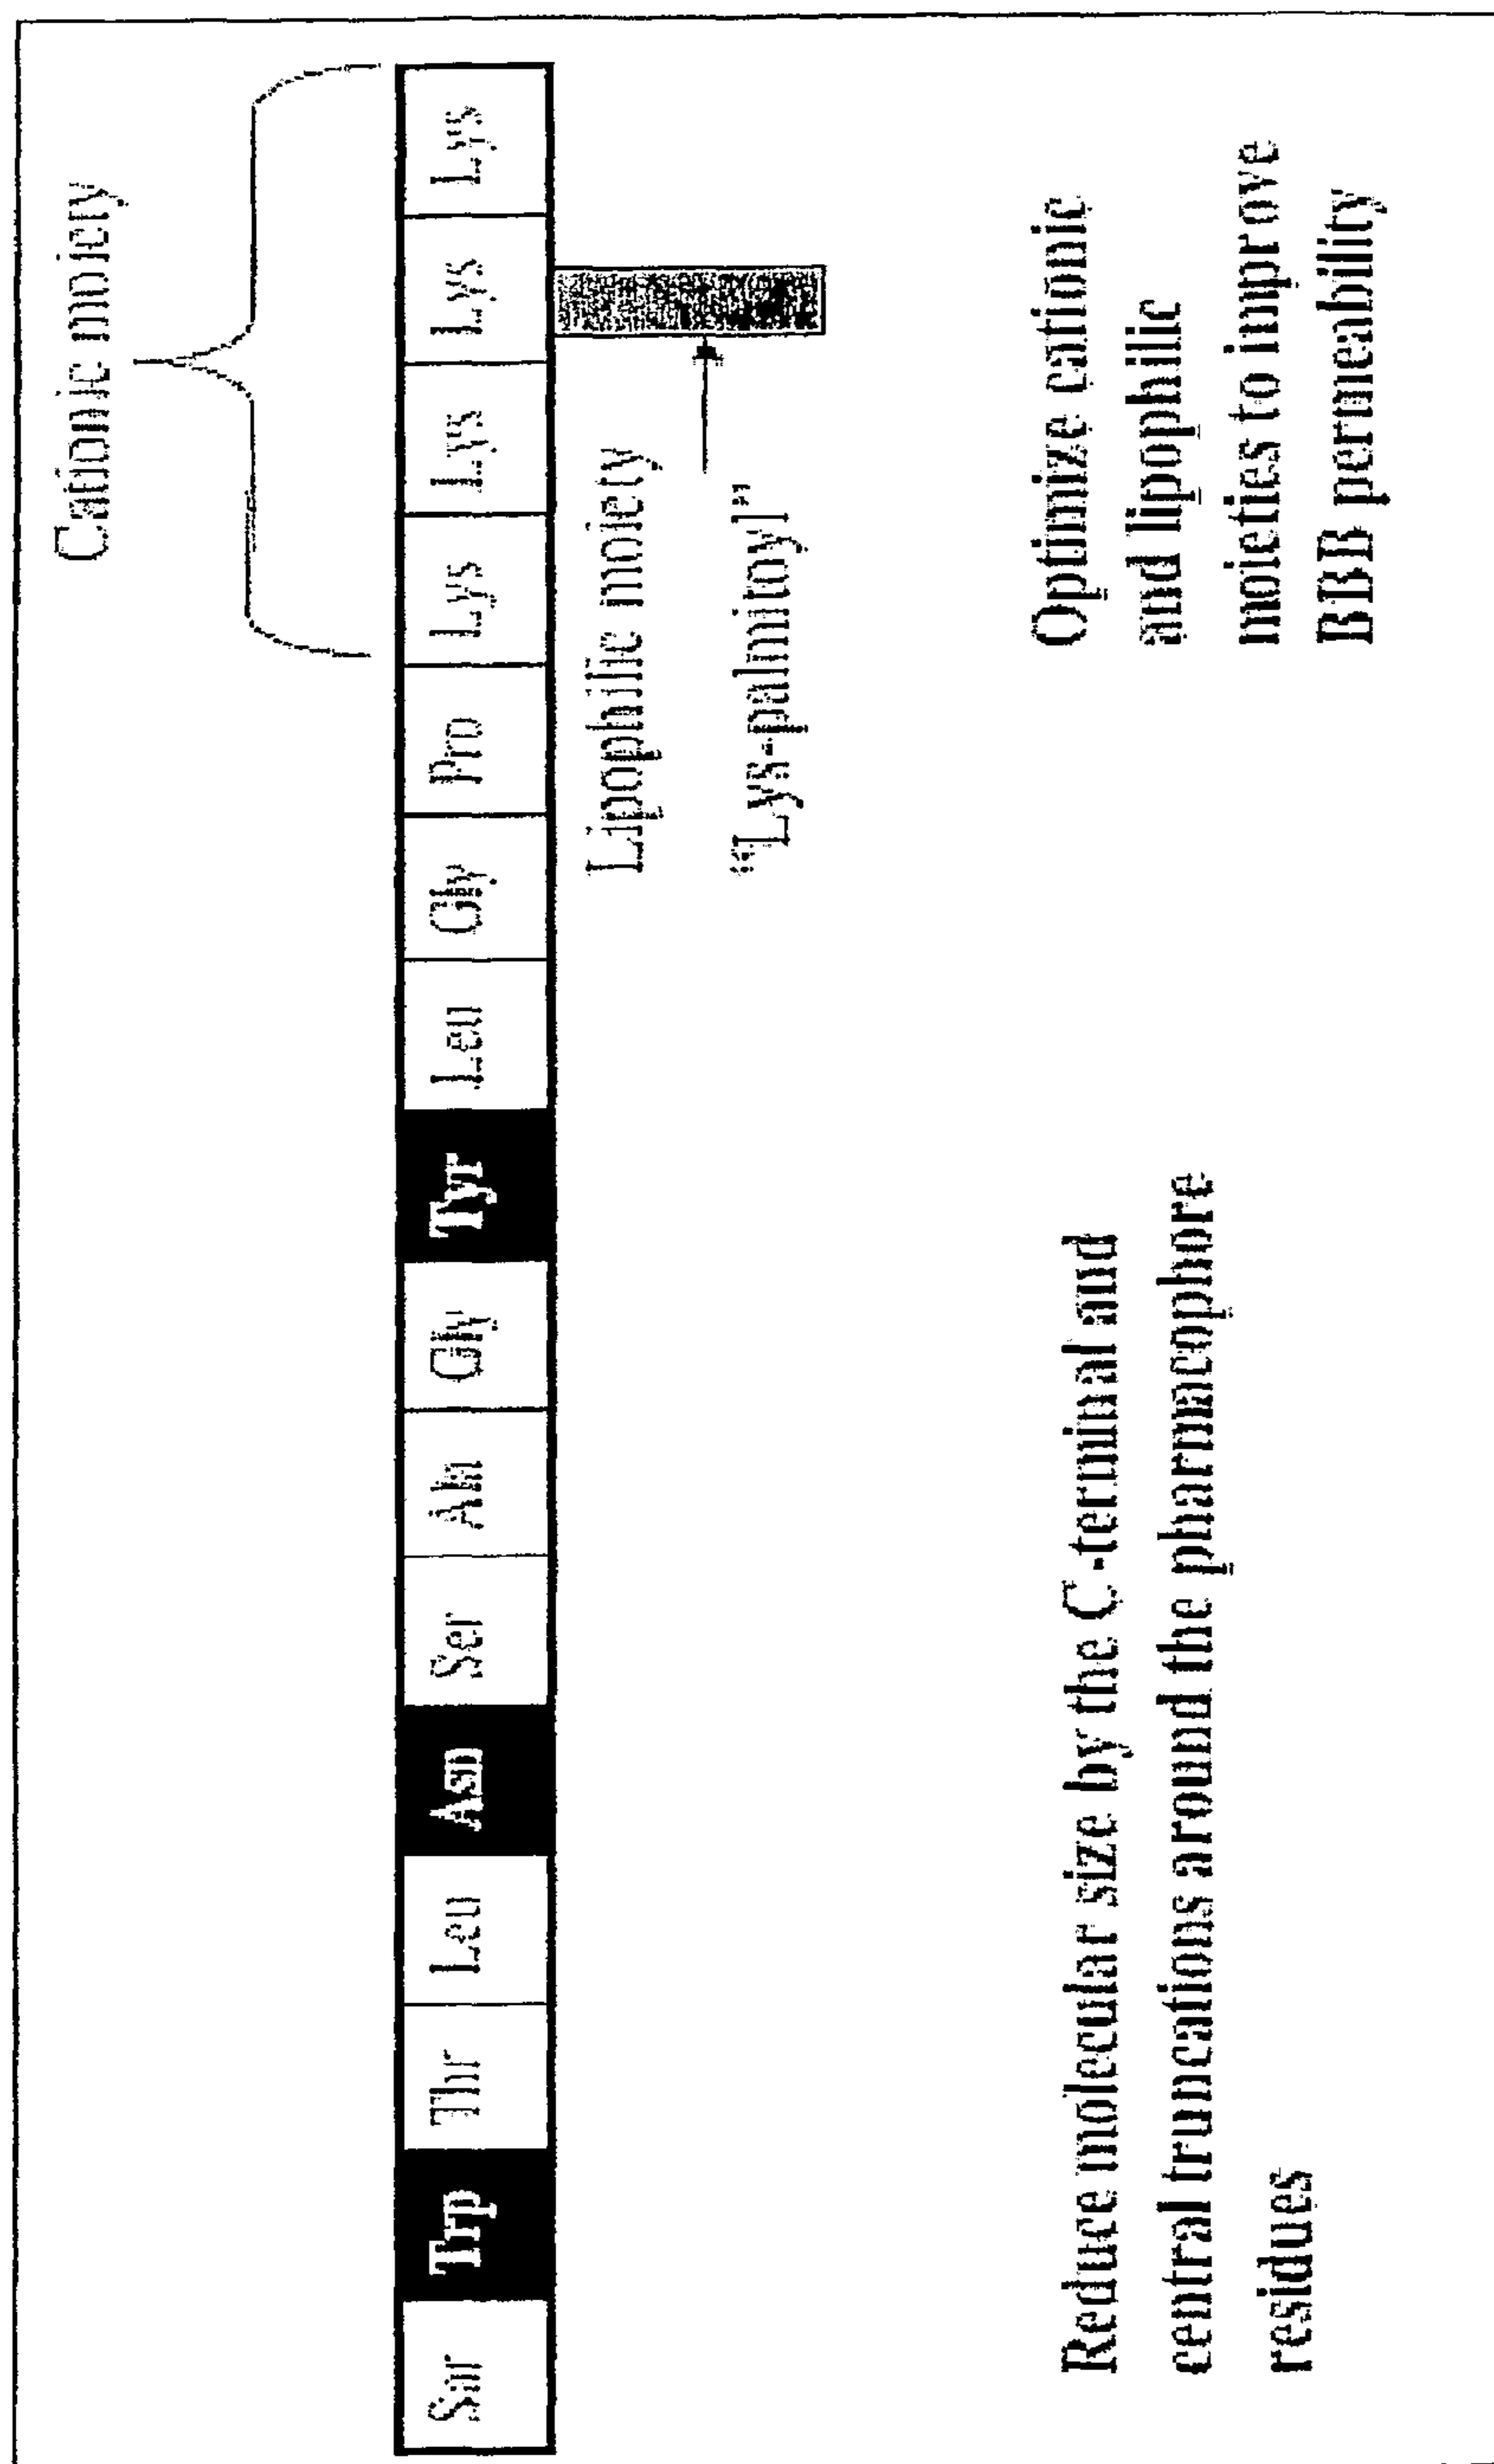 Cationic moiety
Sar Trp Thr Leu Asn Ser Ala Gly Tyr Leu Gly Pro Lys Lys Lys Lys
Lipophilic moiety
“Lys-palmitoyl”
Reduce molecular size by the C-terminal and
central truncations around the pharmacophore
residues
Optimize cationic
and lipophilic
moieties to improve
BBB permeability